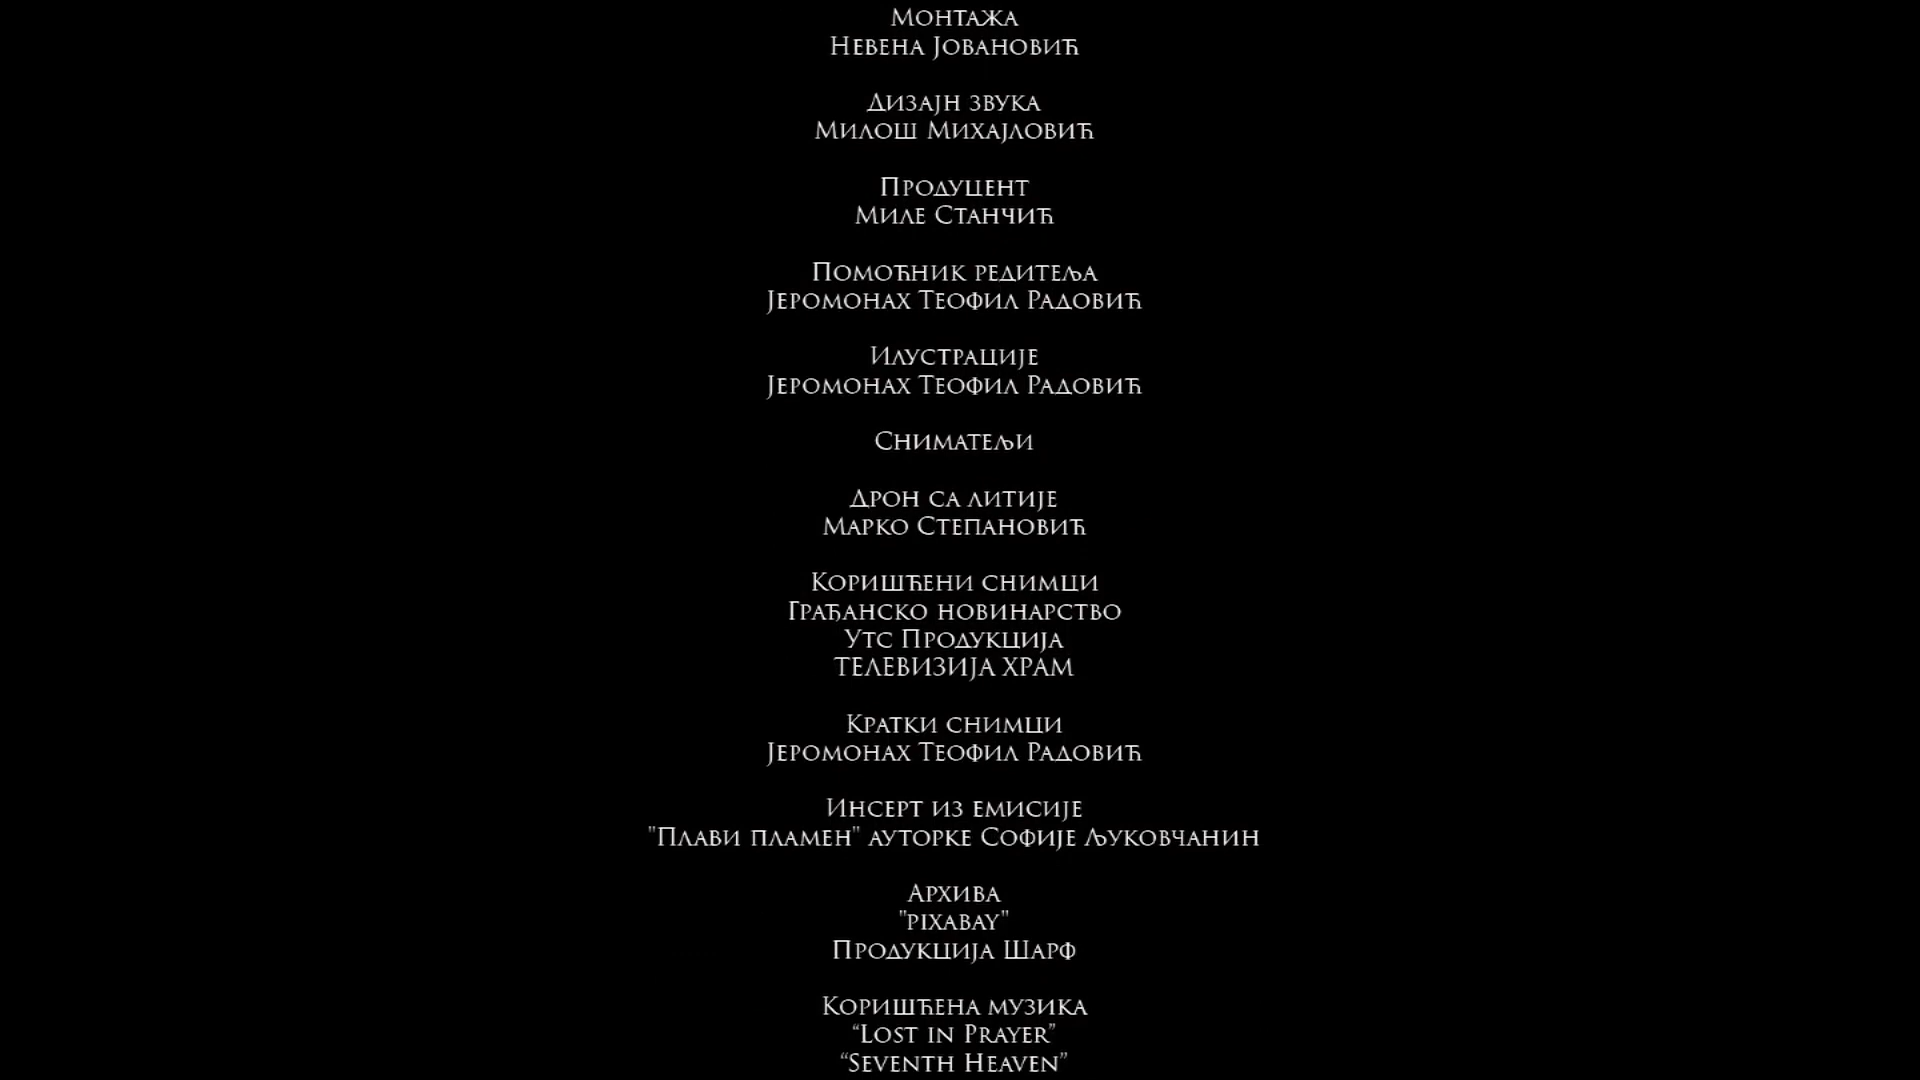 Монтажа
Невена Јовановић
Дизајн звука
Милош Михајловић
Продуцент
Миле Станчић
Помоћник редитеља
Јеромонах Теофил Радовић
Илустрације
Јеромонах Теофил Радовић
Сниматељи
Дрон са литије
Марко Степановић
Коришћени снимци
Грађанско новинарство
Утс Продукција
ТЕЛЕВИЗИЈА ХРАМ
Кратки снимци
Јеромонах Теофил Радовић
Инсерт из емисије
"Плави пламен" ауторке Софије Љуковчанин
Архива
"pixabay"
Продукција Шарф
Коришћена музика
“Lost in Prayer”
“Seventh Heaven”